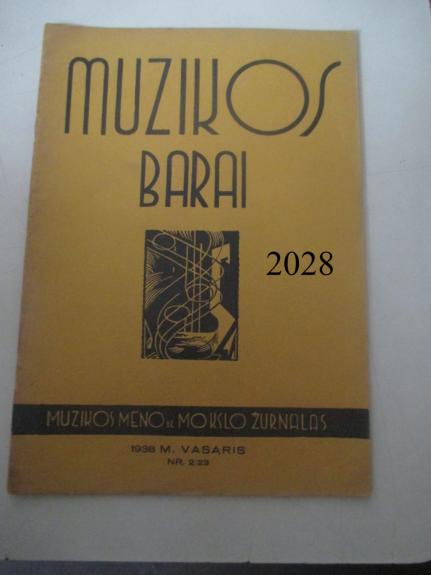 MUZIKOS
BARAI
2028
MUZIKOS MENO IR MOKSLO ŽURNALAS
1938 M. VASARIS
NR. 2/23